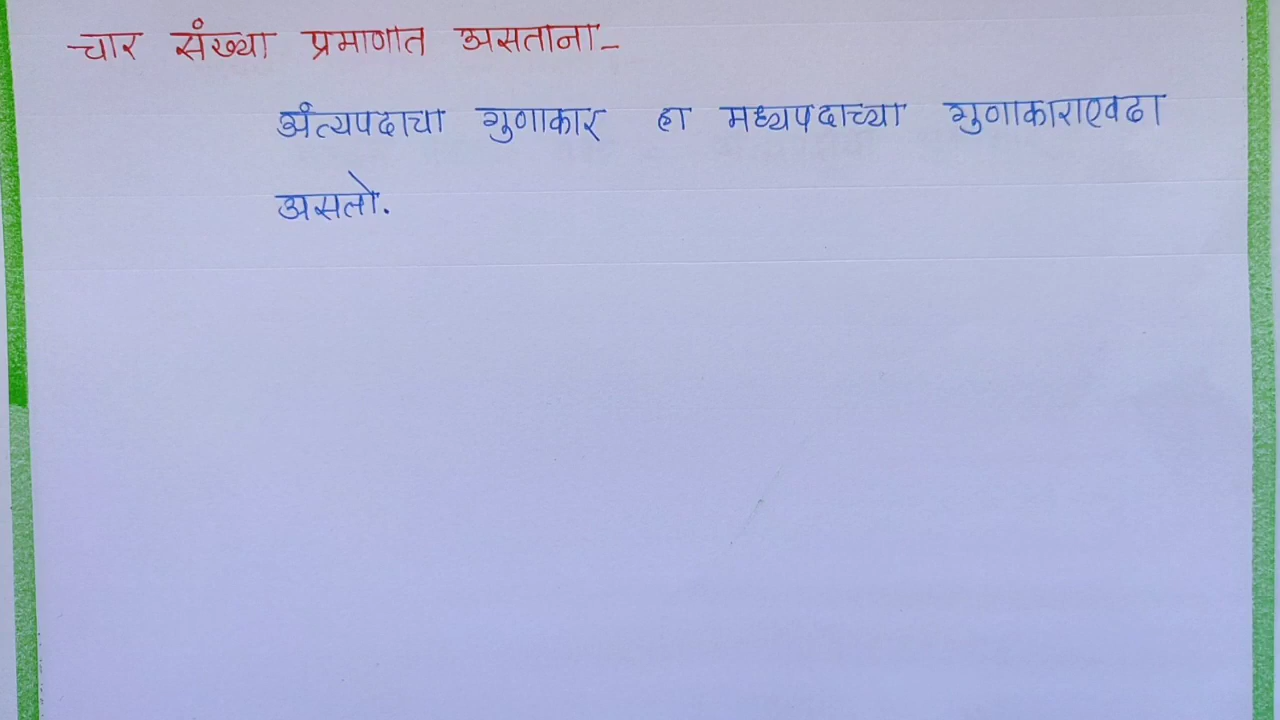 चार संख्या प्रमाणात असताना-
अंत्यपदाचा गुणाकार हा मध्यपदाच्या गुणाकाराएवढा
असतो.